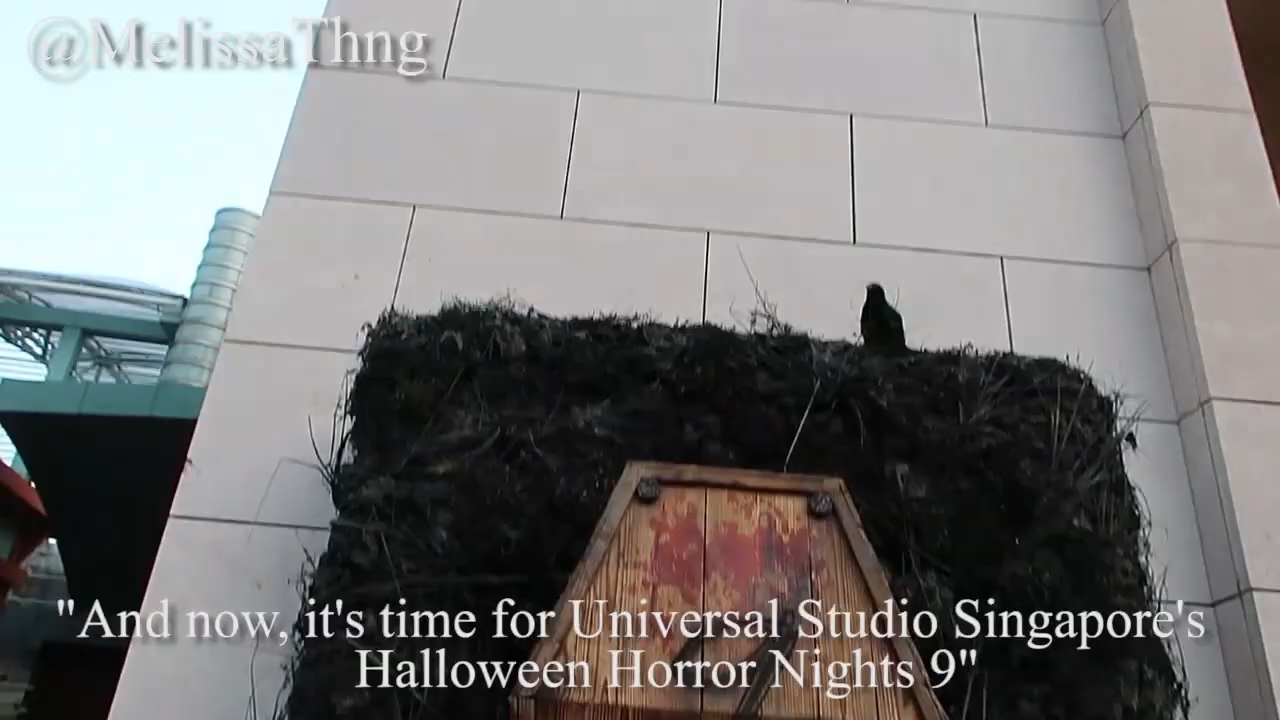 @MelissaThng
"And now, it's time for Universal Studio Singapore's
Halloween Horror Nights 9"